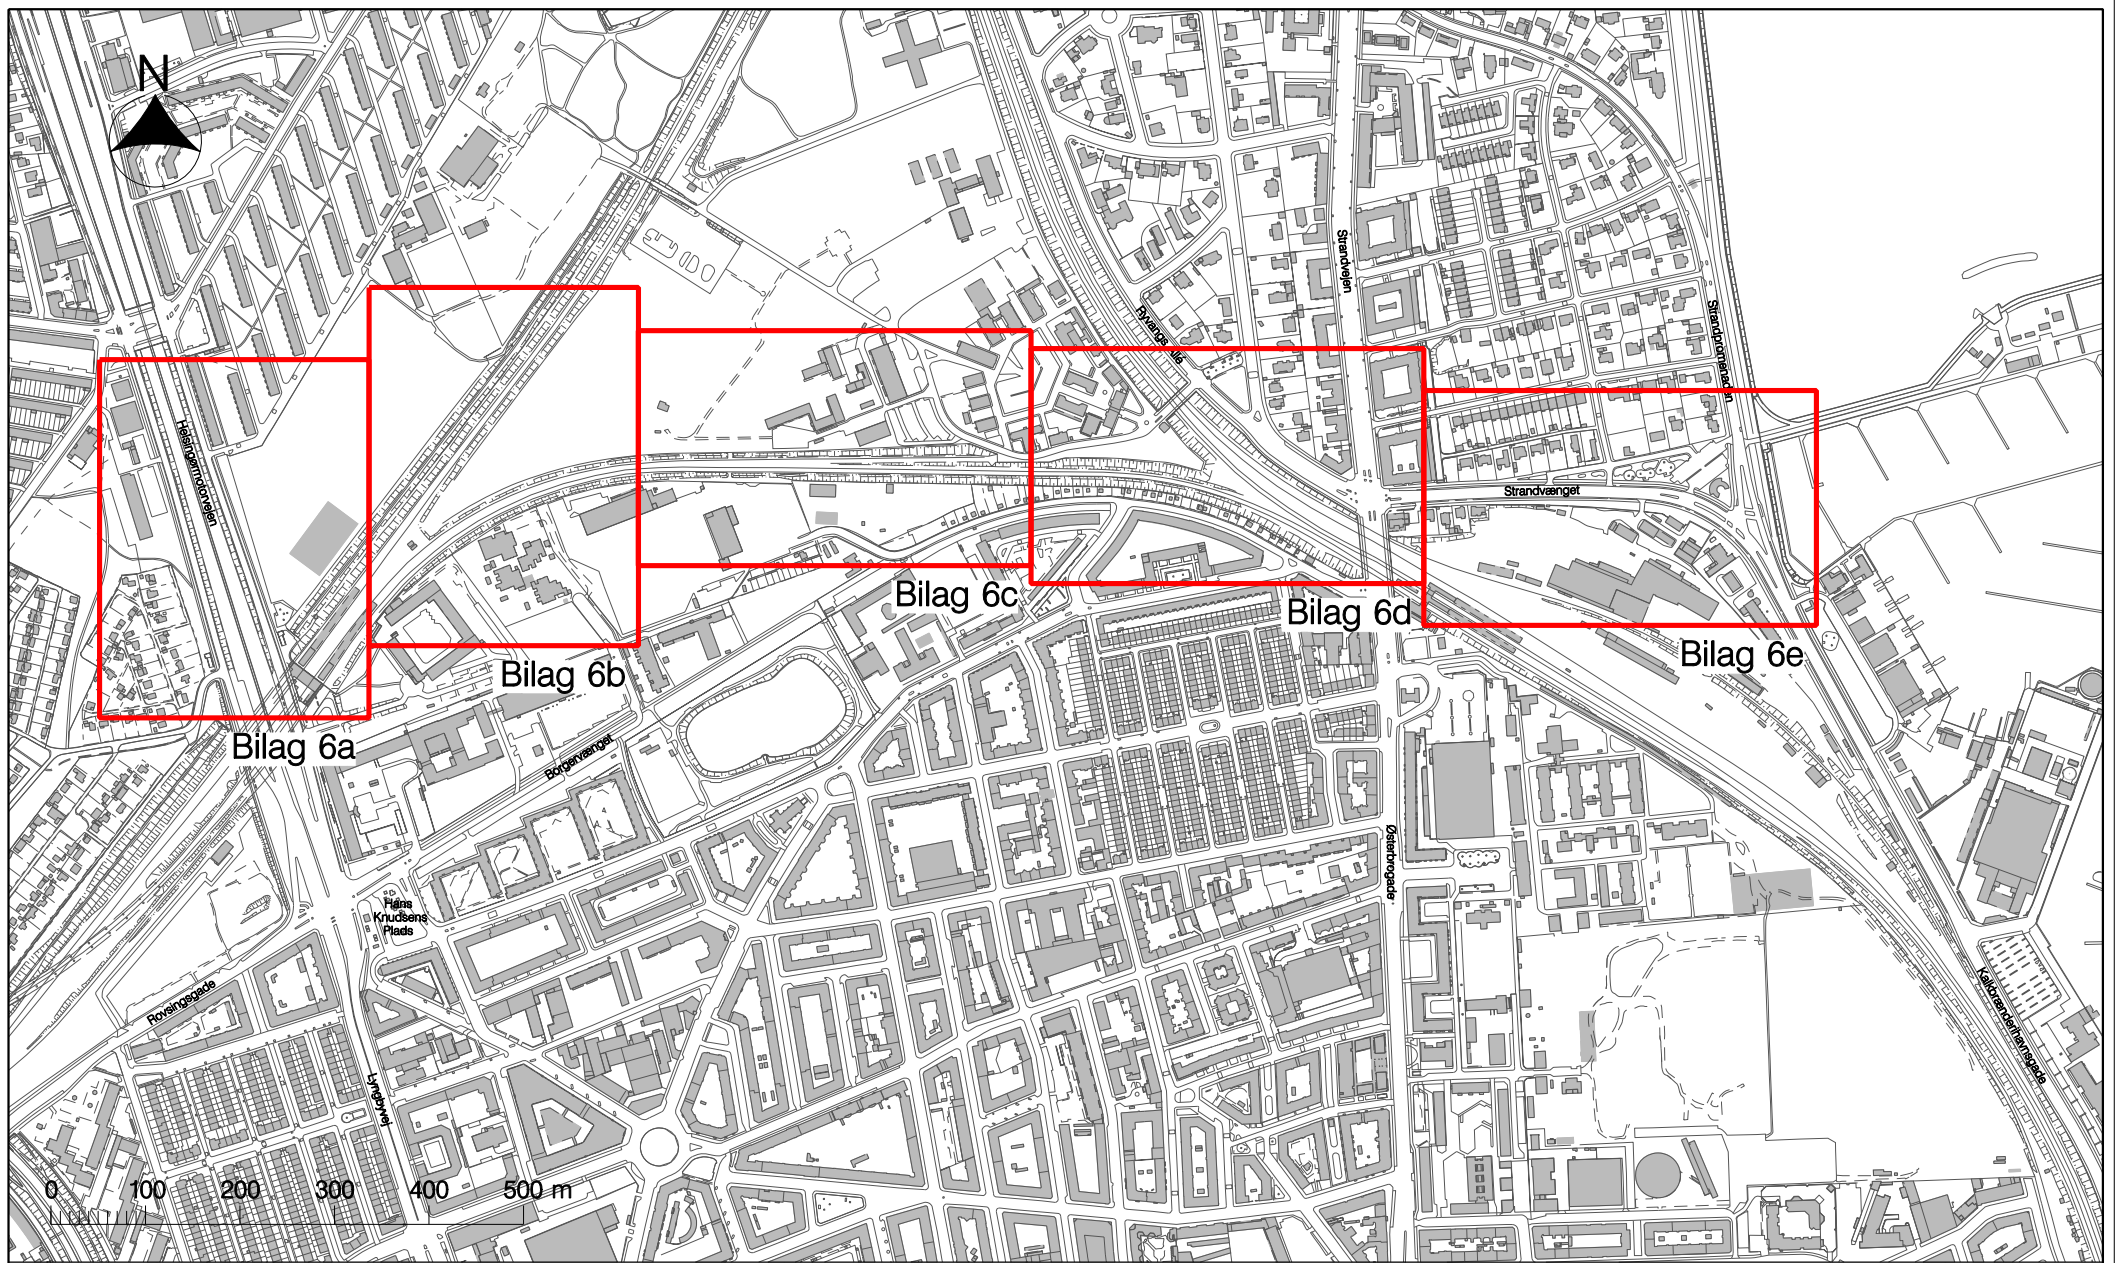 N
Strandvejen
Ryvangs Allé
Strandpromenaden
Helsingørmotorvejen
Strandvænget
Bilag 6c
Bilag 6d
Bilag 6e
Bilag 6b
Bilag 6a
Borgervænget
Østerbrogade
Hans
Knudsens
Plads
Rovsingsgade
Kalkbrænderihavnsgade
Lyngbyvej
0 100 200 300 400 500 m